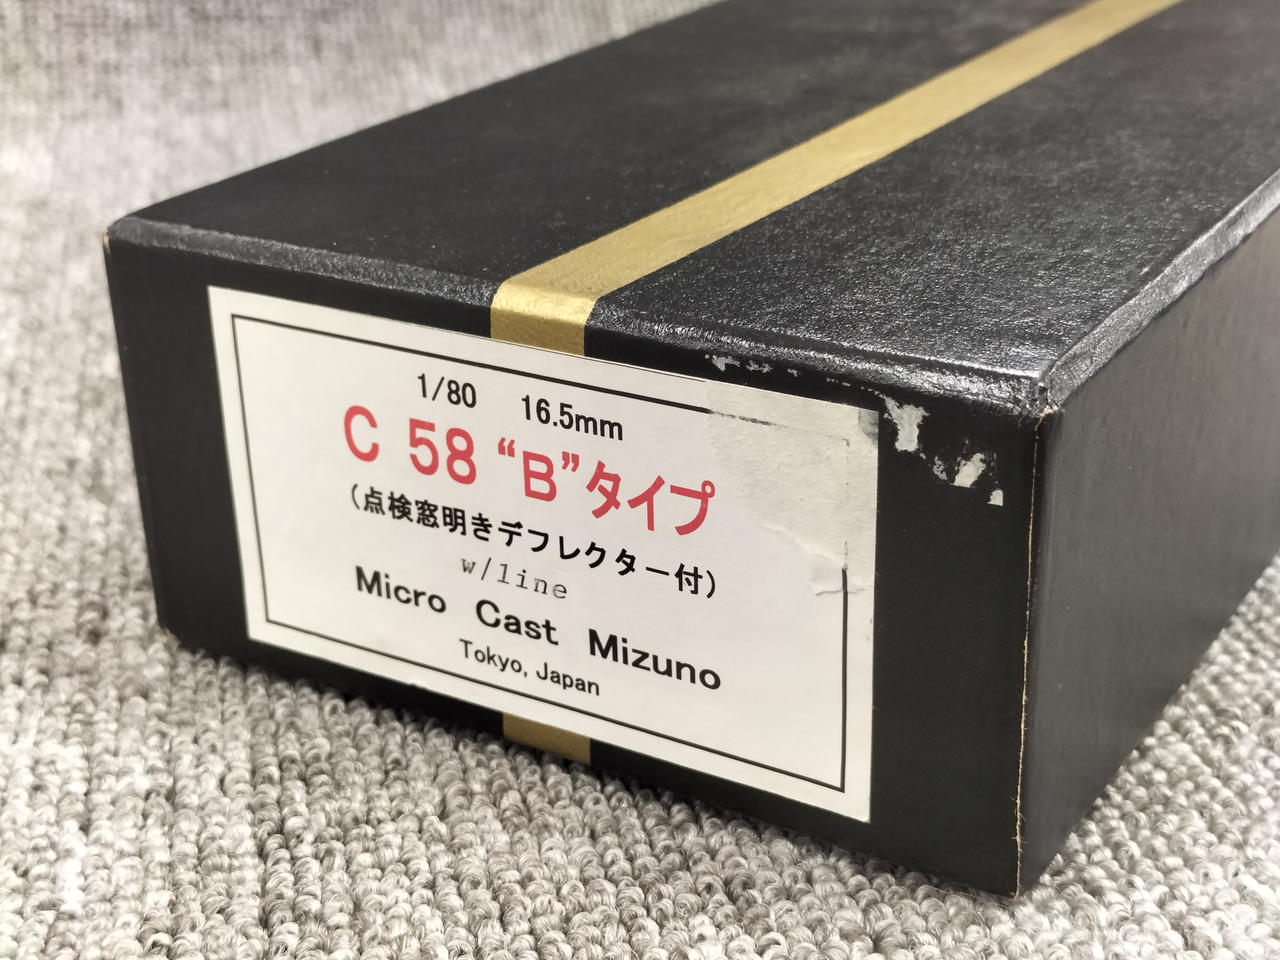 1/80 16.5mm
C 58 “B”タイプ
(点検窓明きデフレクター付)
w/line
Micro Cast Mizuno
Tokyo, Japan